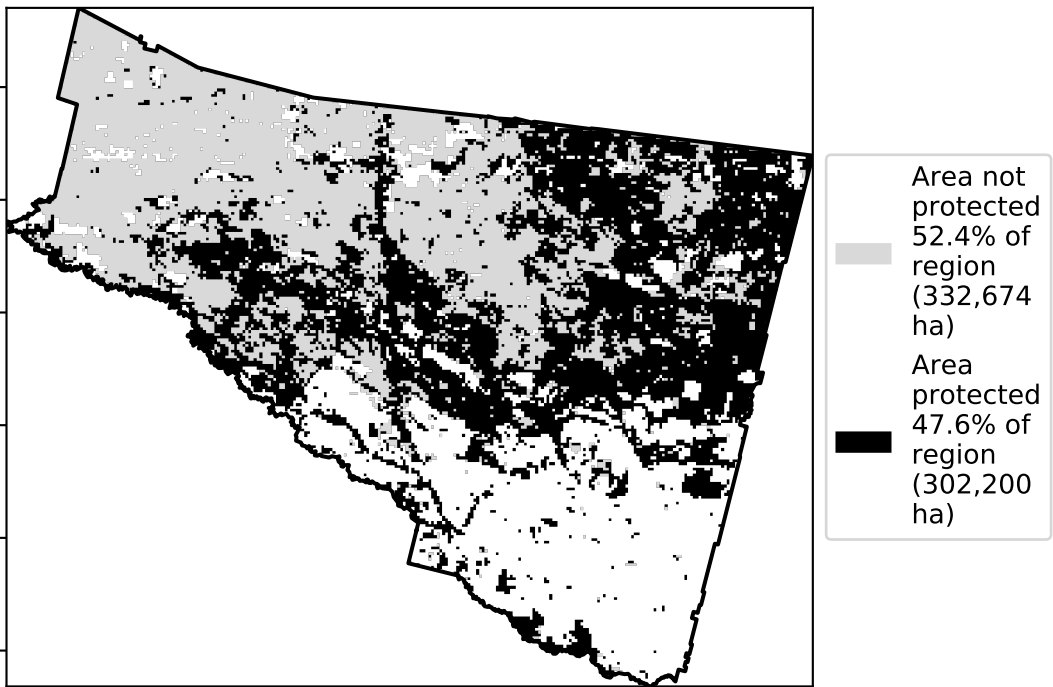 Area not
protected
52.4% of
region
(332,674
ha)
Area
protected
47.6% of
region
(302,200
ha)